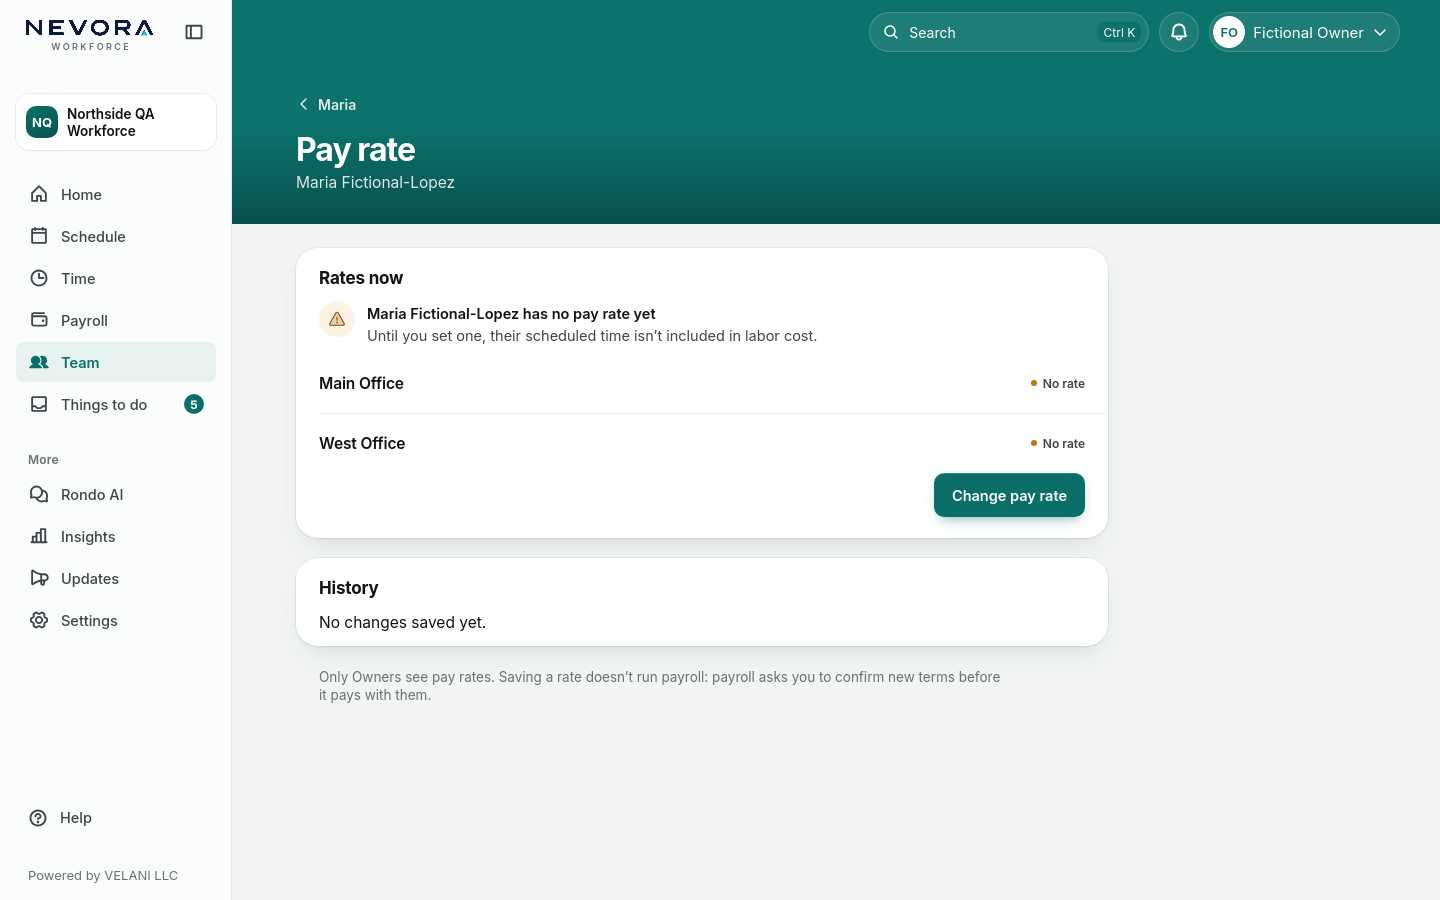 NEVORA
WORKFORCE
Search
Ctrl K
FO
Fictional Owner
NQ
Northside QA
Workforce
Home
Schedule
Time
Payroll
Team
Things to do
5
More
Rondo AI
Insights
Updates
Settings
Help
Powered by VELANI LLC
Maria
Pay rate
Maria Fictional-Lopez
Rates now
Maria Fictional-Lopez has no pay rate yet
Until you set one, their scheduled time isn’t included in labor cost.
Main Office
No rate
West Office
No rate
Change pay rate
History
No changes saved yet.
Only Owners see pay rates. Saving a rate doesn’t run payroll: payroll asks you to confirm new terms before
it pays with them.